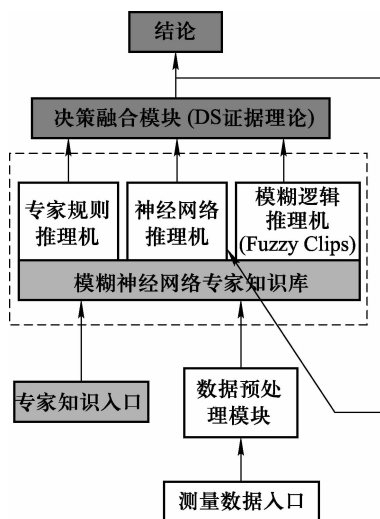 结论
决策融合模块(DS证据理论)
专家规则
推理机
神经网络
推理机
模糊逻辑
推理机
(Fuzzy Clips)
模糊神经网络专家知识库
专家知识入口
数据预处
理模块
测量数据入口